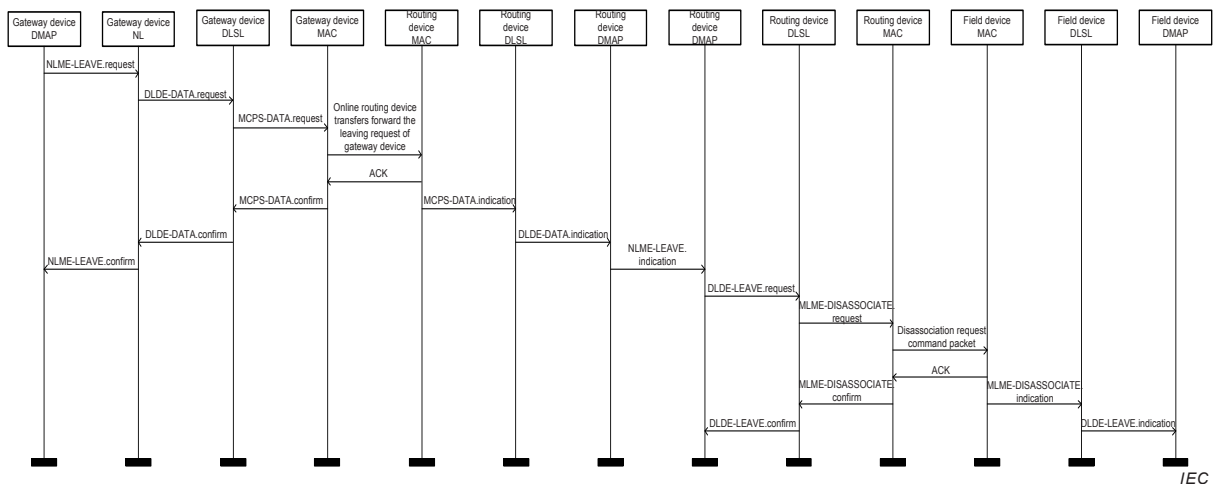 Gateway device
DMAP
Gateway device
NL
Gateway device
DLSL
Gateway device
MAC
Routing
device
MAC
Routing
device
DLSL
Routing
device
DMAP
Routing
device
DMAP
Routing device
DLSL
Routing device
MAC
Field device
MAC
Field device
DLSL
Field device
DMAP
NLME-LEAVE.request
DLDE-DATA.request
MCPS-DATA.request
Online routing device
transfers forward the
leaving request of
gateway device
ACK
MCPS-DATA.confirm
MCPS-DATA.indication
DLDE-DATA.confirm
DLDE-DATA.indication
NLME-LEAVE.confirm
NLME-LEAVE.
indication
DLDE-LEAVE.request
MLME-DISASSOCIATE.
request
Disassociation request
command packet
ACK
MLME-DISASSOCIATE.
confirm
MLME-DISASSOCIATE.
indication
DLDE-LEAVE.confirm
DLDE-LEAVE.indication
IEC